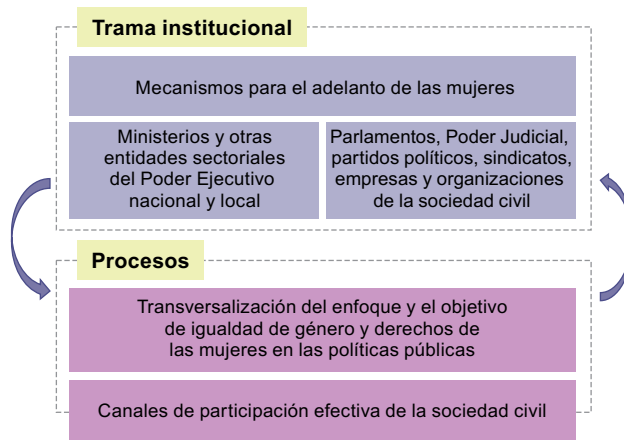 Trama institucional
Mecanismos para el adelanto de las mujeres
Ministerios y otras
entidades sectoriales
del Poder Ejecutivo
nacional y local
Parlamentos, Poder Judicial,
partidos políticos, sindicatos,
empresas y organizaciones
de la sociedad civil
Procesos
Transversalización del enfoque y el objetivo
de igualdad de género y derechos de
las mujeres en las políticas públicas
Canales de participación efectiva de la sociedad civil